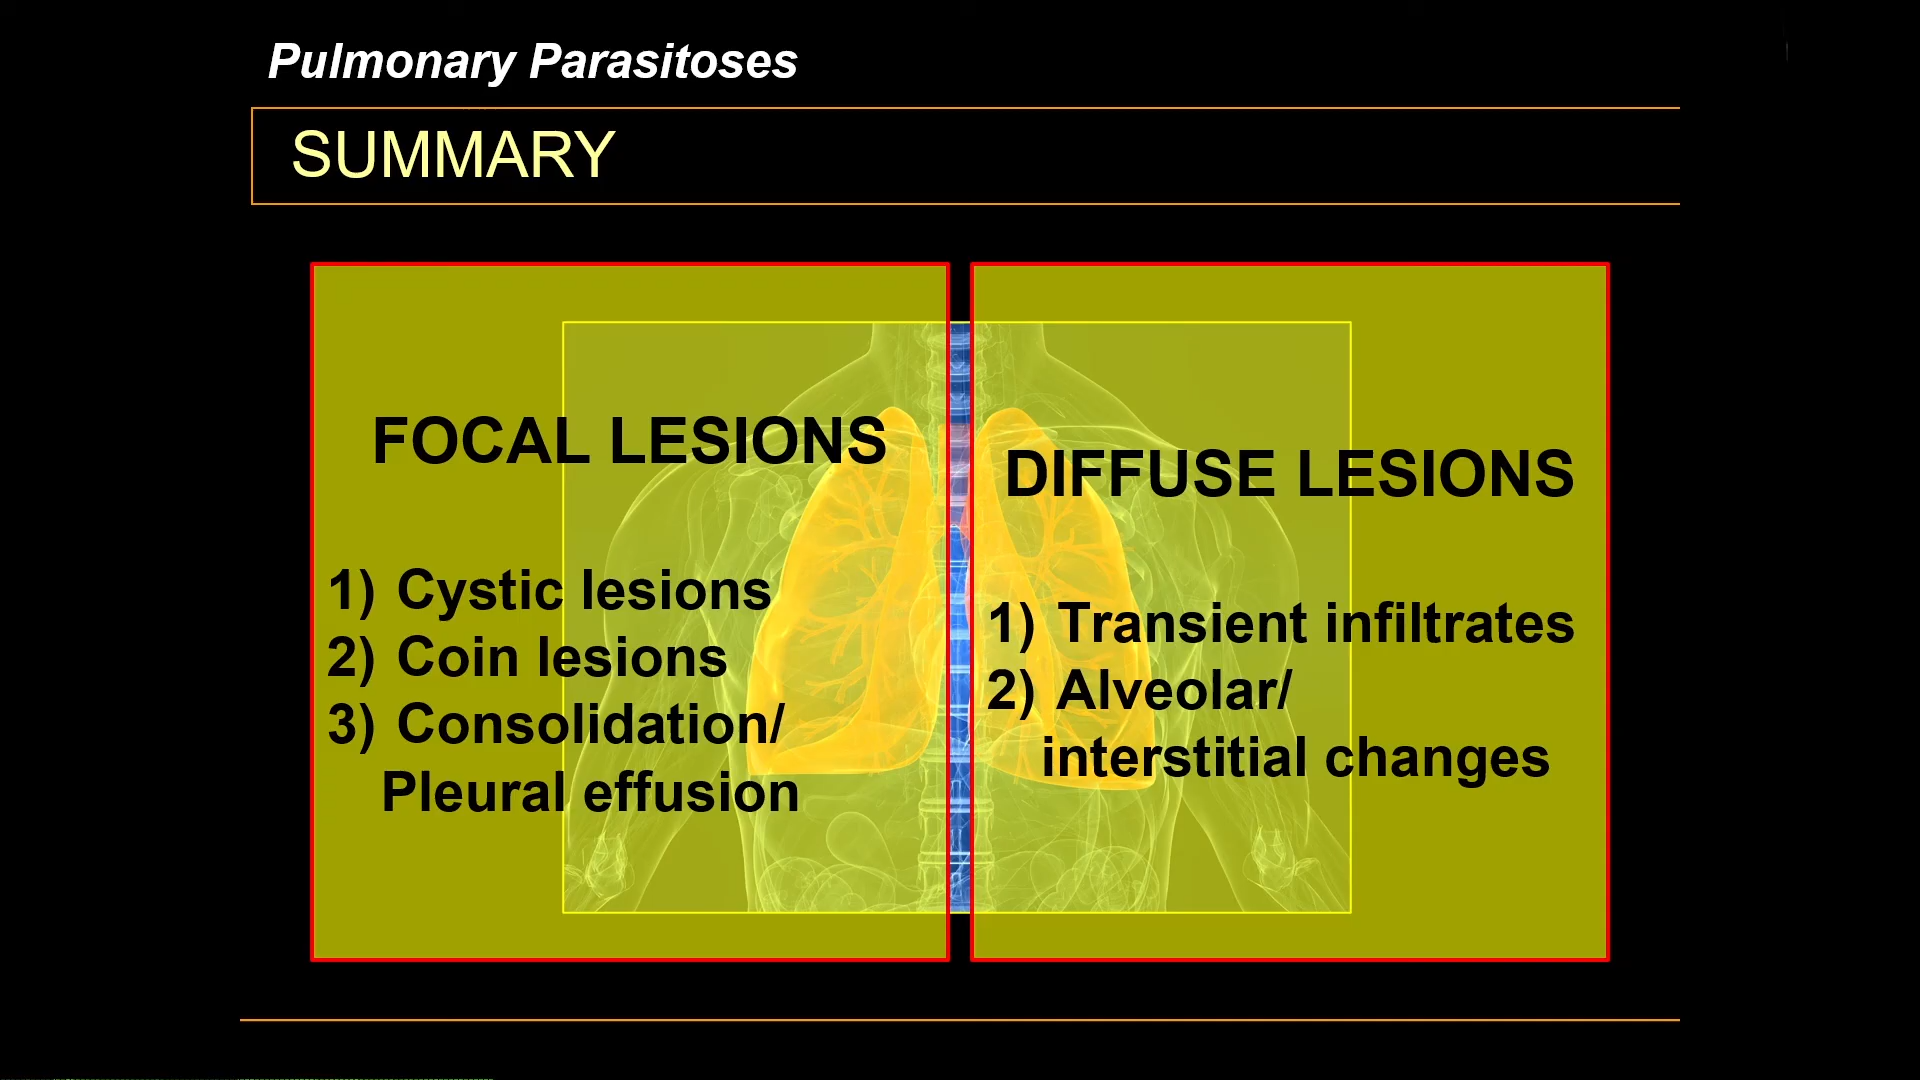 Pulmonary Parasitoses
SUMMARY
FOCAL LESIONS
1) Cystic lesions
2) Coin lesions
3) Consolidation/
Pleural effusion
DIFFUSE LESIONS
1) Transient infiltrates
2) Alveolar/
interstitial changes